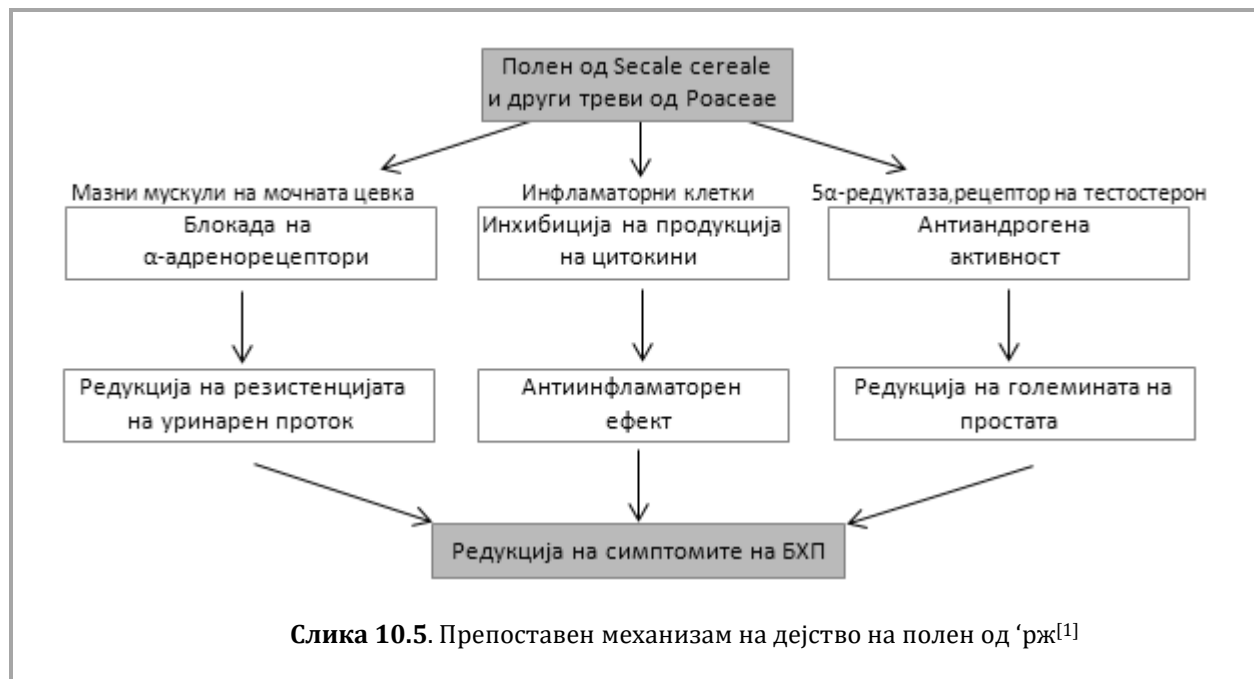 Полен од Secale cereale
и други треви од Poaceae
Мазни мускули на мочната цевка
Блокада на
α-адренорецептори
Инфламаторни клетки
Инхибиција на продукција
на цитокини
5α-редуктаза,рецептор на тестостерон
Антиандрогена
активност
Редукција на резистенцијата
на уринарен проток
Антиинфламаторен
ефект
Редукција на големината на
простата
Редукција на симптомите на БХП
Слика 10.5. Препоставен механизам на дејство на полен од ‘рж[1]